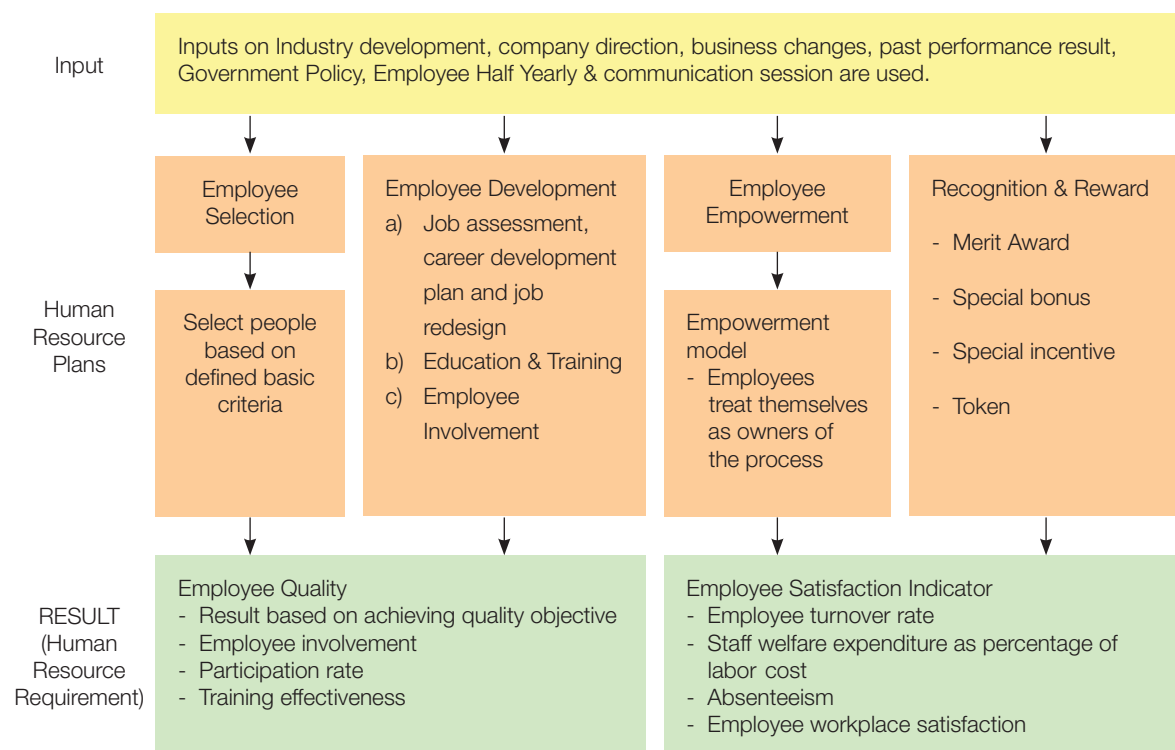 Input
Inputs on Industry development, company direction, business changes, past performance result,
Government Policy, Employee Half Yearly & communication session are used.
Human
Resource
Plans
Employee
Selection
Select people
based on
defined basic
criteria
Employee Development
a) Job assessment,
career development
plan and job
redesign
b) Education & Training
c) Employee
Involvement
Employee
Empowerment
Empowerment
model
- Employees
treat themselves
as owners of
the process
Recognition & Reward
- Merit Award
- Special bonus
- Special incentive
- Token
RESULT
(Human
Resource
Requirement)
Employee Quality
- Result based on achieving quality objective
- Employee involvement
- Participation rate
- Training effectiveness
Employee Satisfaction Indicator
- Employee turnover rate
- Staff welfare expenditure as percentage of
labor cost
- Absenteeism
- Employee workplace satisfaction